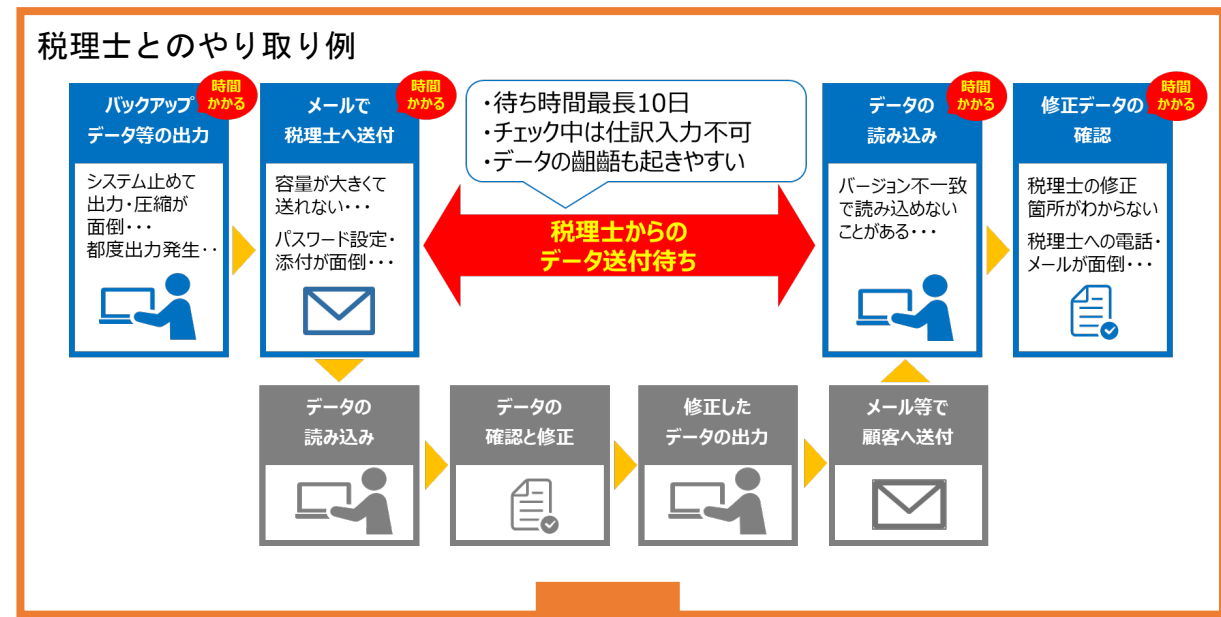 税理士とのやり取り例
時間
かかる
バックアップ
データ等の出力
システム止めて
出力・圧縮が
面倒・・・
都度出力発生・・
時間
かかる
メールで
税理士へ送付
容量が大きくて
送れない・・・
パスワード設定・
添付が面倒・・・
・待ち時間最長10日
・チェック中は仕訳入力不可
・データの齟齬も起きやすい
税理士からの
データ送付待ち
時間
かかる
データの
読み込み
バージョン不一致
で読み込めない
ことがある・・・
時間
かかる
修正データの
確認
税理士の修正
箇所がわからない
税理士への電話・
メールが面倒・・・
データの
読み込み
データの
確認と修正
修正した
データの出力
メール等で
顧客へ送付